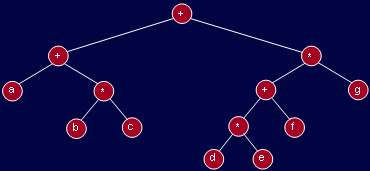 +
+ *
a * + g
b c * f
d e